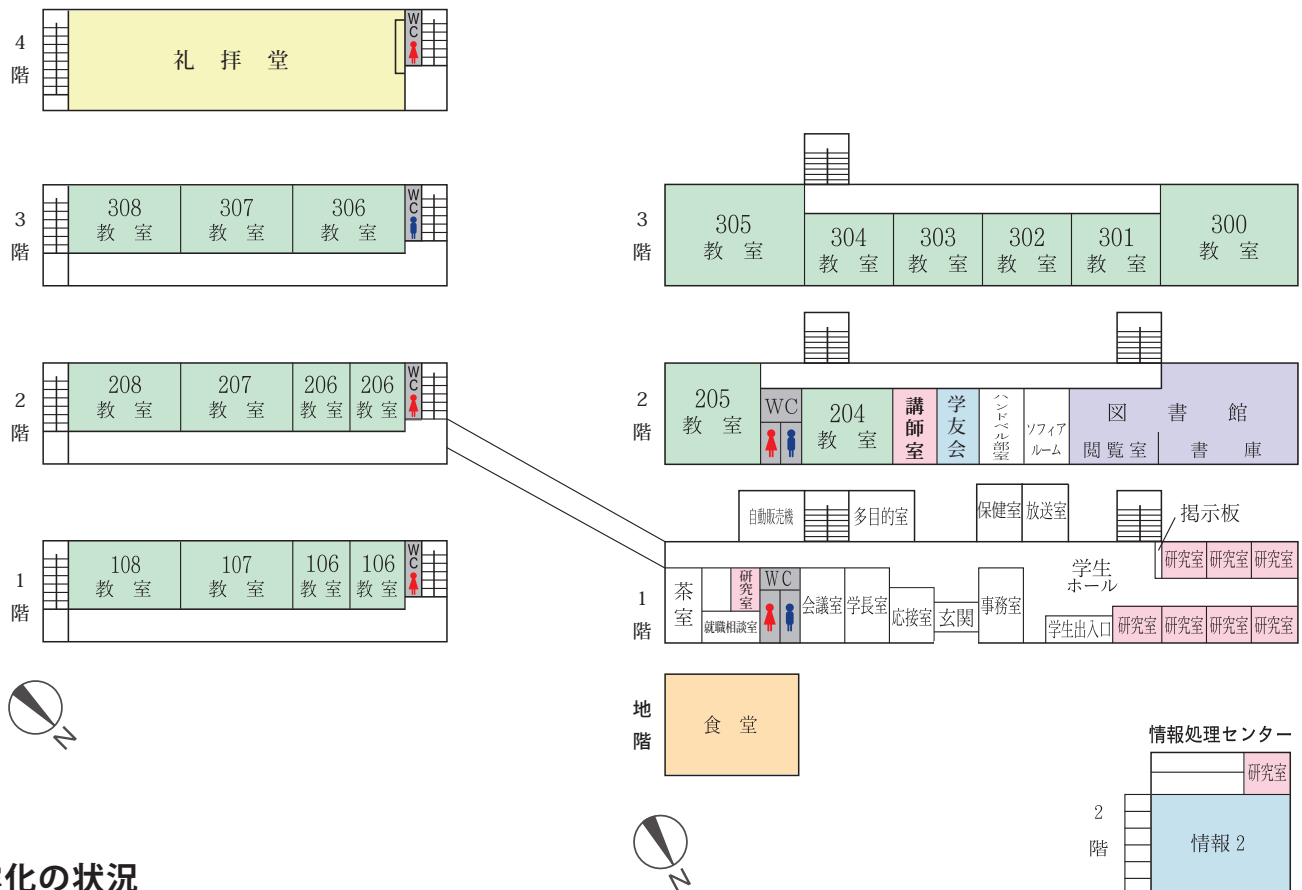 4
階
礼 拝 堂
WC
3
階
308
教 室
307
教 室
306
教 室
WC
2
階
208
教 室
207
教 室
206
教 室
206
教 室
WC
1
階
108
教 室
107
教 室
106
教 室
106
教 室
WC
N
3
階
305
教 室
304
教 室
303
教 室
302
教 室
301
教 室
300
教 室
2
階
205
教 室
WC
204
教 室
講師室
学友会
ハンドベル部室
ソフィア
ルーム
図 書 館
閲覧室
書 庫
自動販売機
多目的室
保健室
放送室
掲示板
1
階
茶室
研究室
就職相談室
WC
会議室
学長室
応接室
玄関
事務室
学生
ホール
学生出入口
研究室
研究室
研究室
研究室
研究室
研究室
研究室
地
階
食 堂
N
情報処理センター
研究室
2
階
情報 2
化の状況